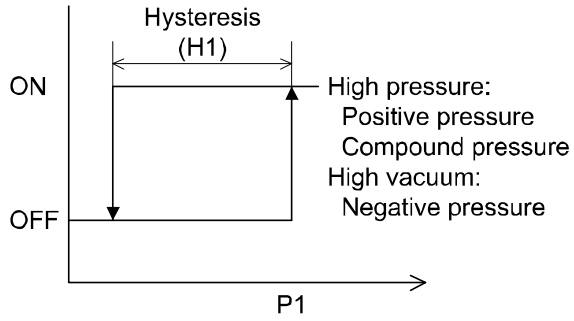 Hysteresis
(H1)
ON
High pressure:
Positive pressure
Compound pressure
High vacuum:
Negative pressure
OFF
P1